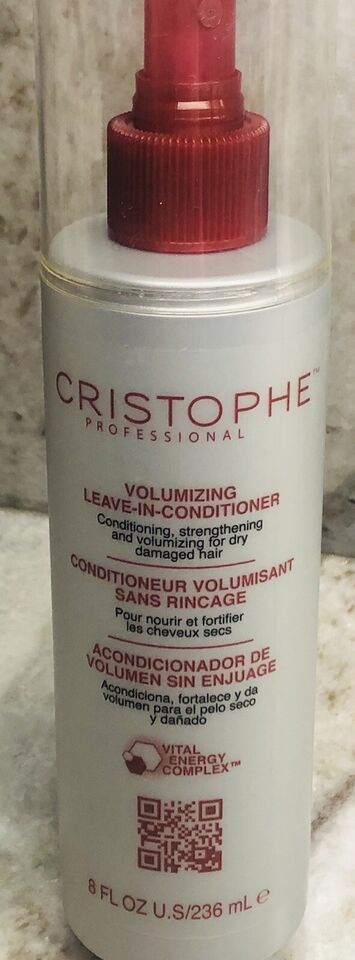 CRISTOPHE™
PROFESSIONAL
VOLUMIZING
LEAVE-IN-CONDITIONER
Conditioning, strengthening
and volumizing for dry
damaged hair
CONDITIONEUR VOLUMISANT
SANS RINCAGE
Pour nourir et fortifier
les cheveux secs
ACONDICIONADOR DE
VOLUMEN SIN ENJUAGE
Acondiciona, fortalece y da
volumen para el pelo seco
y dañado
VITAL
ENERGY
COMPLEX™
8 FL OZ U.S/236 mL ℮